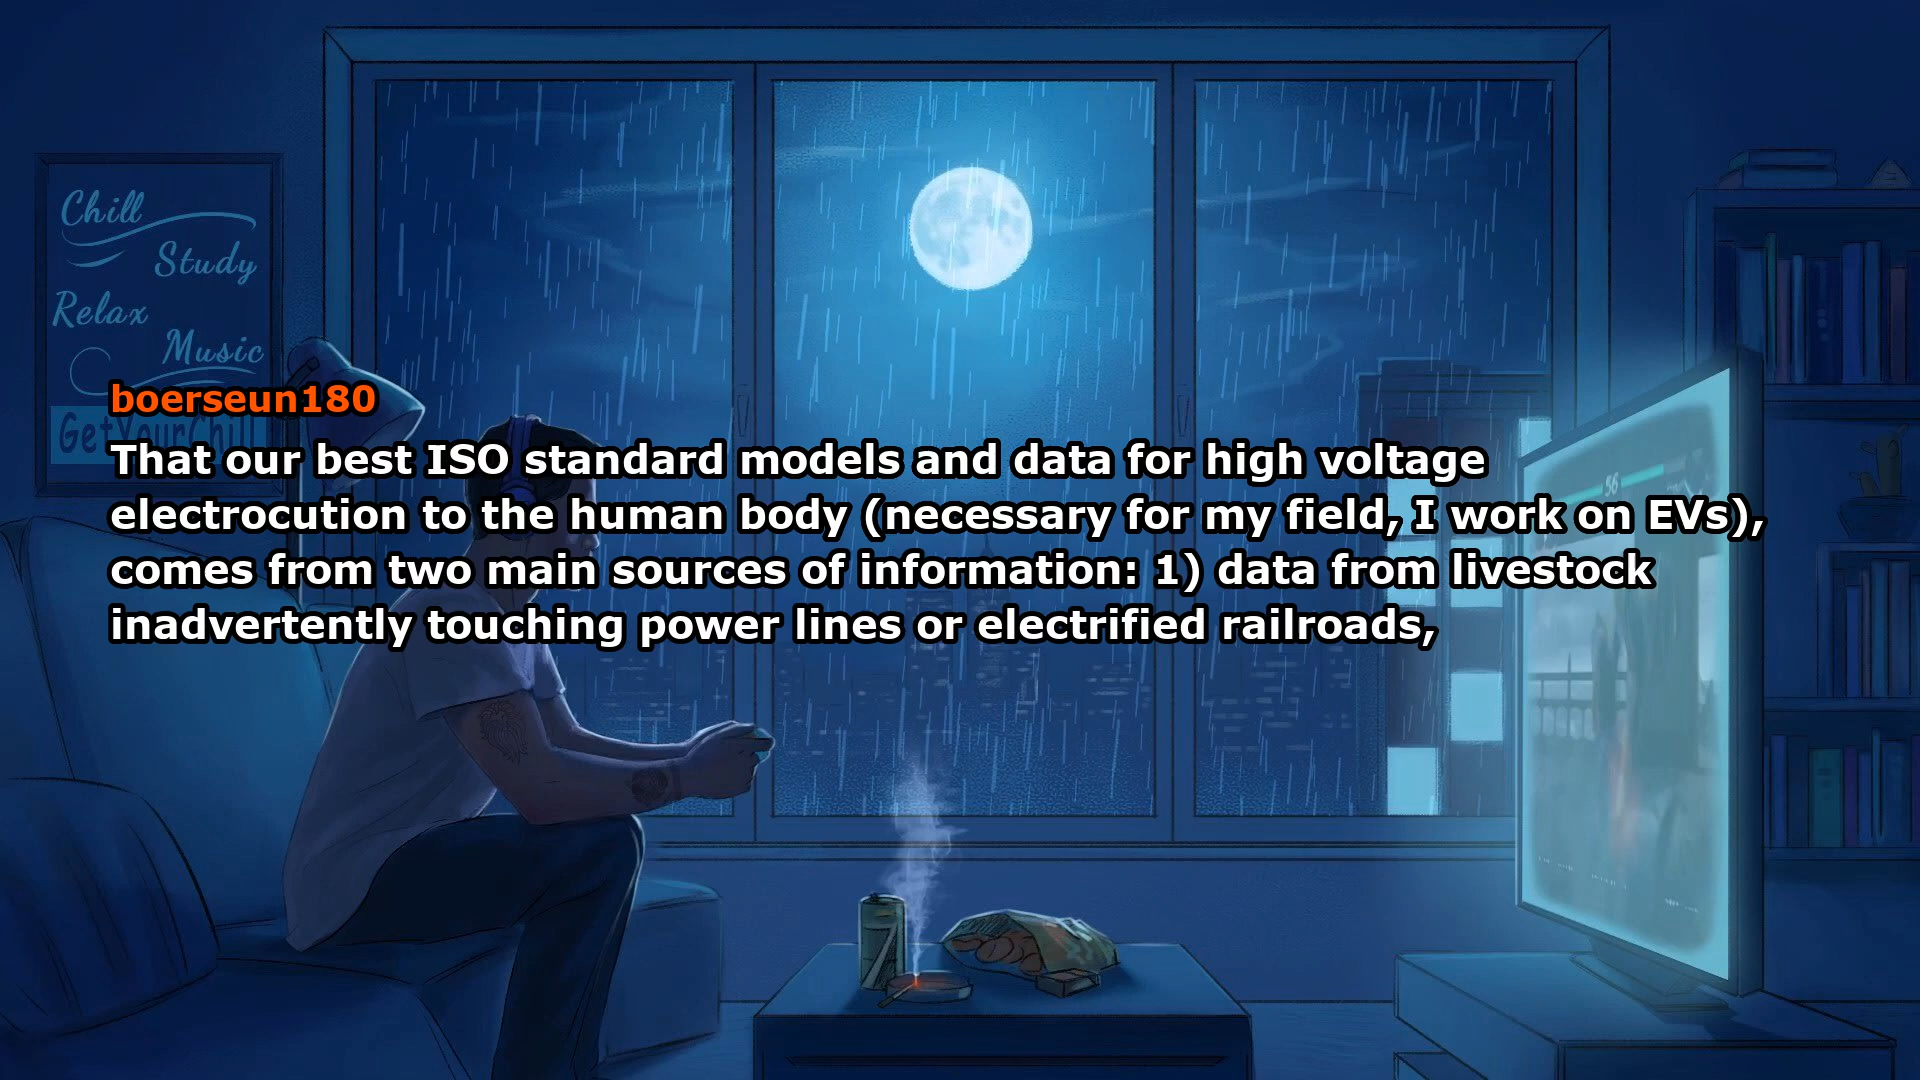 Chill
Study
Relax
Music
GetYourChill
boerseun180
That our best ISO standard models and data for high voltage
electrocution to the human body (necessary for my field, I work on EVs),
comes from two main sources of information: 1) data from livestock
inadvertently touching power lines or electrified railroads,
56